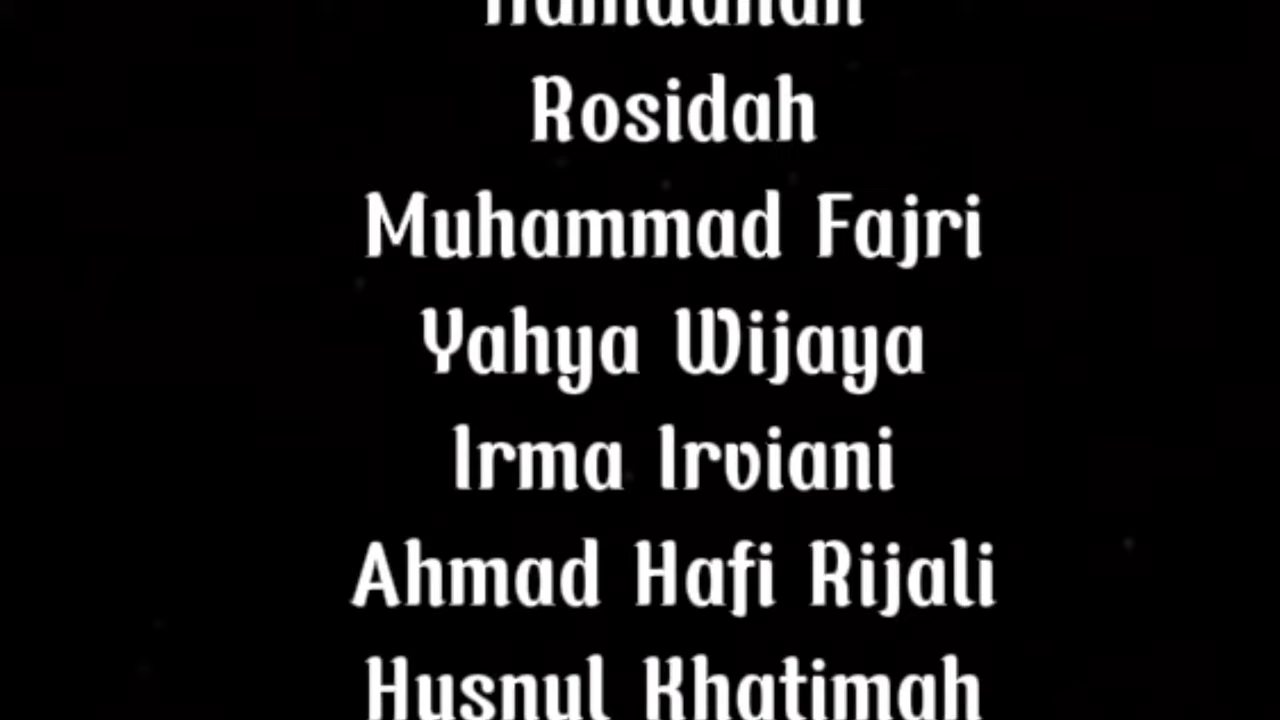 Rosidah
Muhammad Fajri
Yahya Wijaya
Irma Irviani
Ahmad Hafi Rijali
Husnul Khatimah